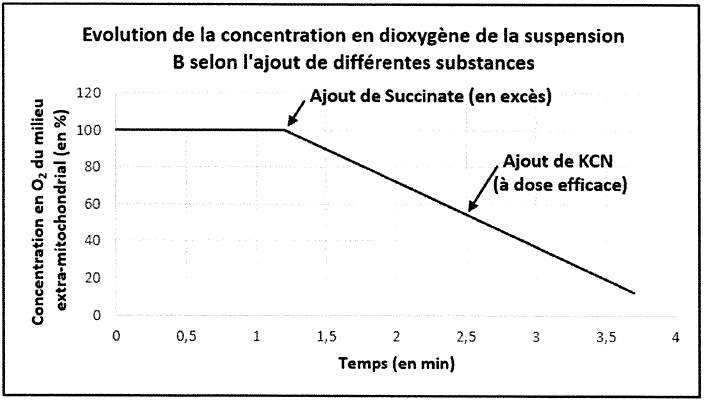 Evolution de la concentration en dioxygène de la suspension
B selon l'ajout de différentes substances
Concentration en O₂ du milieu
extra-mitochondrial (en %)
120
100
80
60
40
20
0
Ajout de Succinate (en excès)
Ajout de KCN
(à dose efficace)
0 0,5 1 1,5 2 2,5 3 3,5 4
Temps (en min)